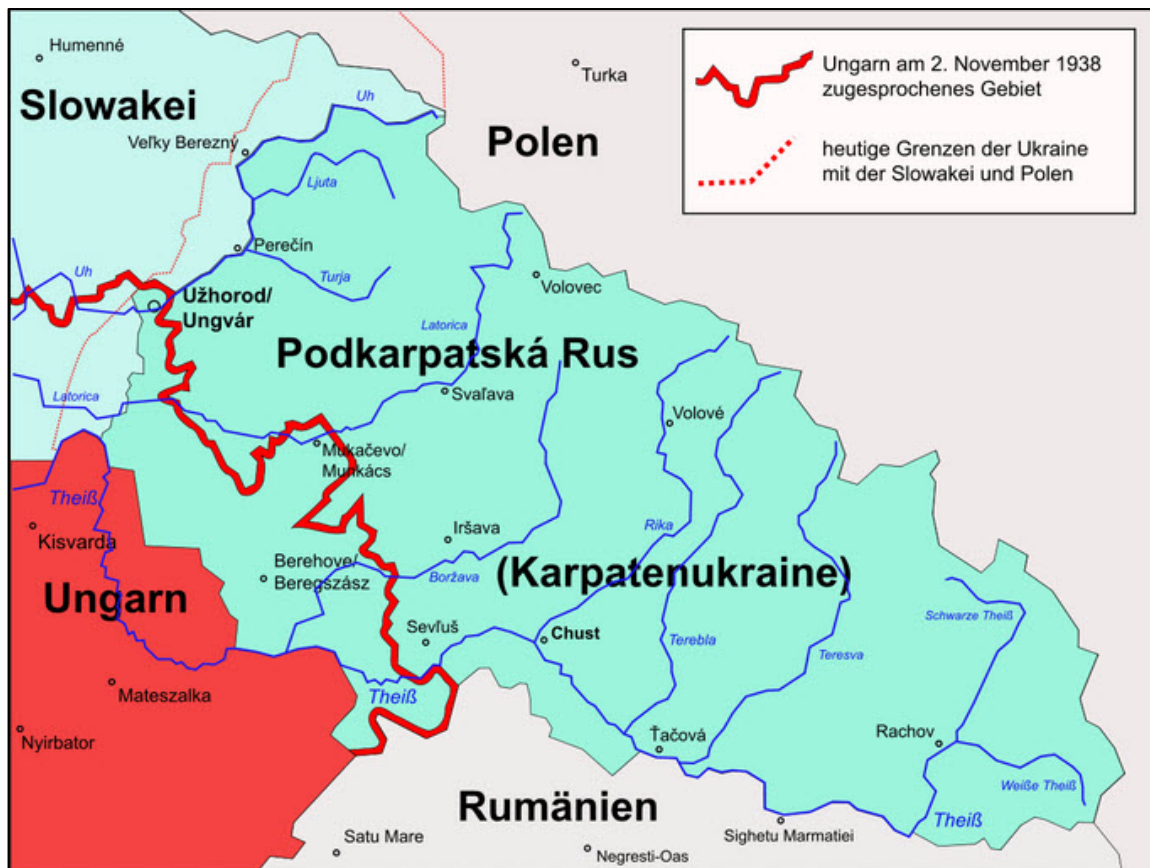 Humenné
Slowakei
Veľky Berezný
Uh
Turka
Polen
Ungarn am 2. November 1938
zugesprochenes Gebiet
heutige Grenzen der Ukraine
mit der Slowakei und Polen
Ljuta
Perečín
Uh
Turja
Volovec
Užhorod/
Ungvár
Latorica
Podkarpatská Rus
Latorica
Svaľava
Volové
Mukačevo/
Munkács
Theiß
Kisvarda
Iršava
Rika
Berehove/
Beregszász
Boržava
(Karpatenukraine)
Ungarn
Schwarze Theiß
Sevľuš
Chust
Terebla
Teresva
Mateszalka
Theiß
Nyirbator
Ťačová
Rachov
Weiße Theiß
Rumänien
Theiß
Satu Mare
Sighetu Marmatiei
Negresti-Oas